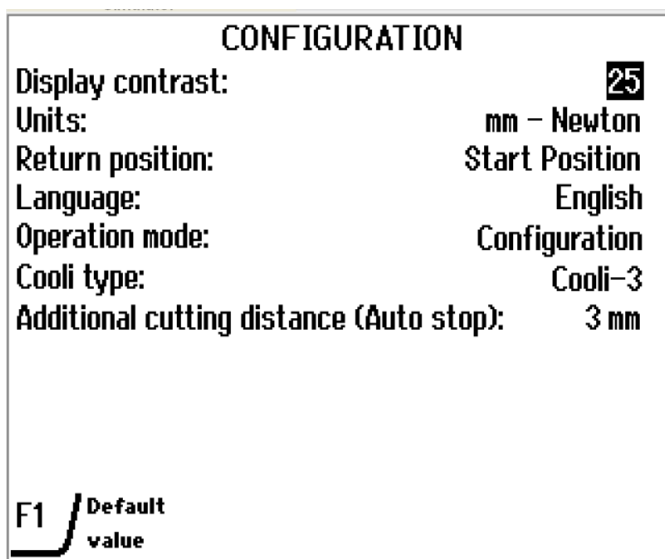 CONFIGURATION
Display contrast: 25
Units: mm - Newton
Return position: Start Position
Language: English
Operation mode: Configuration
Cooli type: Cooli-3
Additional cutting distance (Auto stop): 3 mm
F1 Default
value